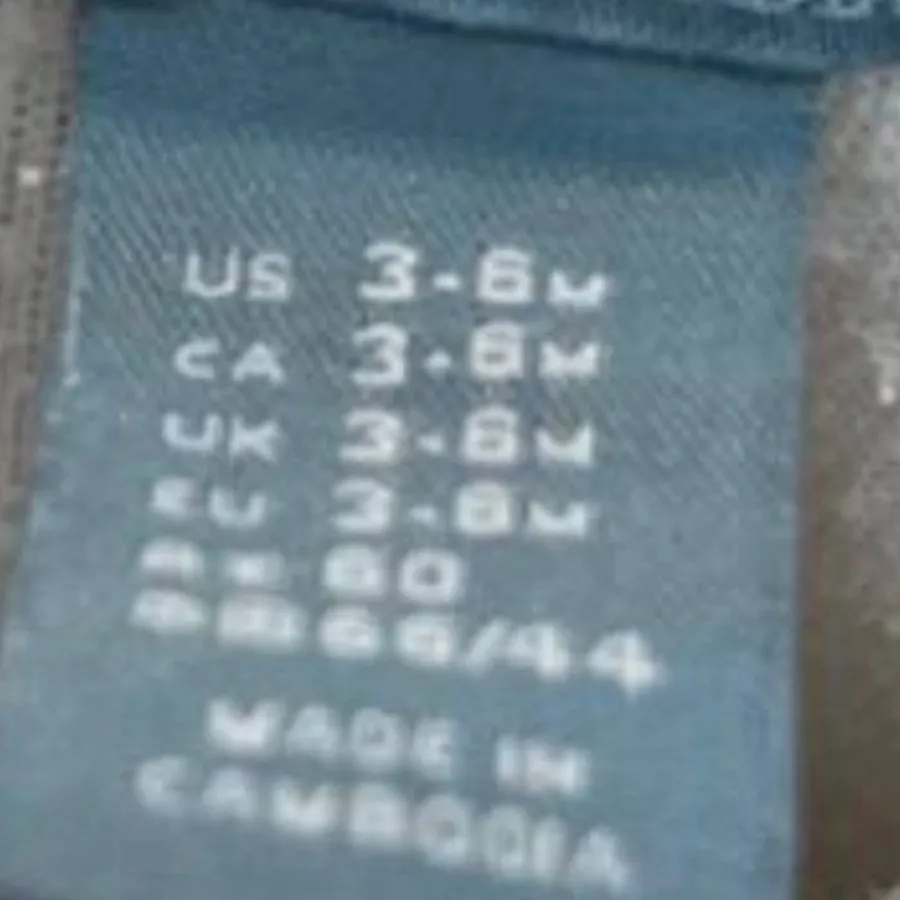 US 3-6M
CA 3-6M
UK 3-6M
EU 3-6M
60
66/44
MADE IN
CAMBODIA